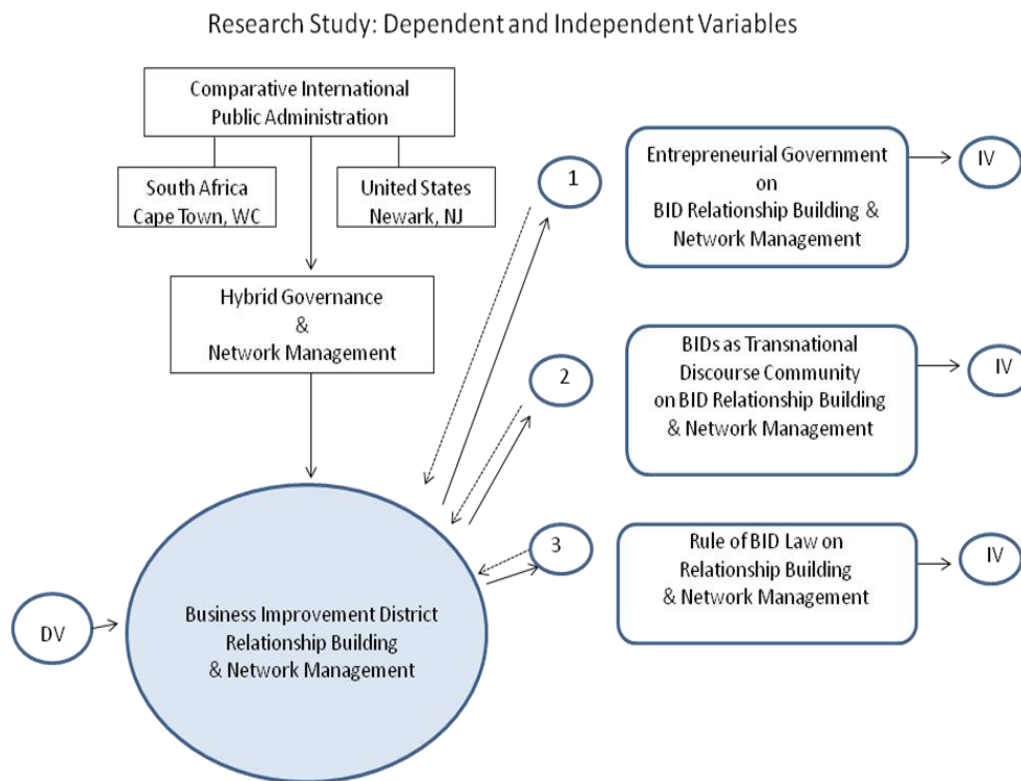 Research Study: Dependent and Independent Variables
Comparative International
Public Administration
South Africa
Cape Town, WC
United States
Newark, NJ
Hybrid Governance
&
Network Management
1
Entrepreneurial Government
on
BID Relationship Building &
Network Management
IV
2
BIDs as Transnational
Discourse Community
on BID Relationship Building
& Network Management
IV
3
Rule of BID Law on
Relationship Building
& Network Management
IV
DV
Business Improvement District
Relationship Building
& Network Management